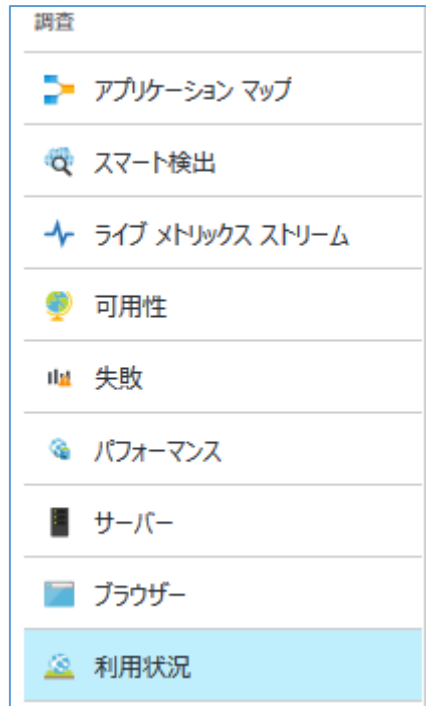 調査
アプリケーション マップ
スマート検出
ライブ メトリックス ストリーム
可用性
失敗
パフォーマンス
サーバー
ブラウザー
利用状況